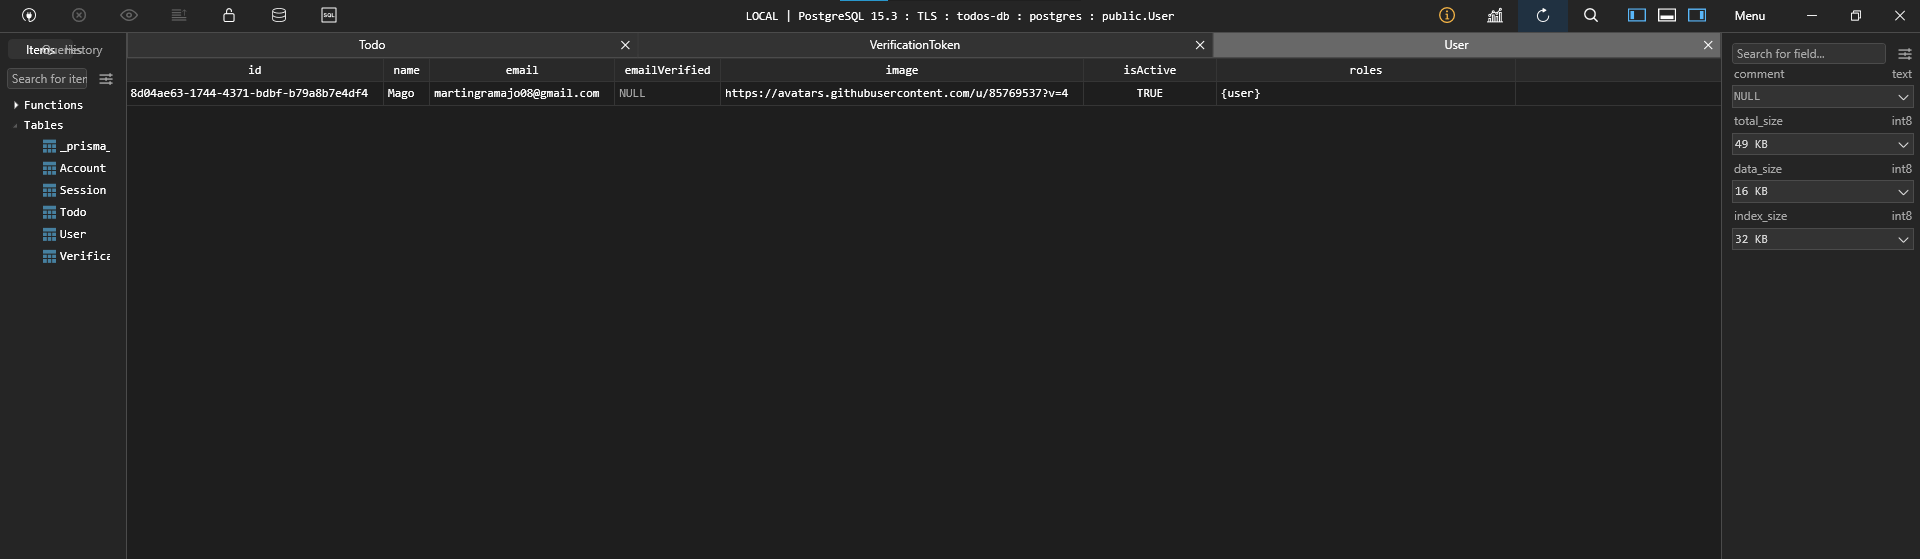 LOCAL | PostgreSQL 15.3 : TLS : todos-db : postgres : public.User
Menu
Items Queries History
Search for iter
Functions
Tables
_prisma_
Account
Session
Todo
User
Verifica
Todo
VerificationToken
User
id name email emailVerified image isActive roles
8d04ae63-1744-4371-bdbf-b79a8b7e4df4 Mago martingramajo08@gmail.com NULL https://avatars.githubusercontent.com/u/85769537?v=4 TRUE {user}
Search for field...
comment text
NULL
total_size int8
49 KB
data_size int8
16 KB
index_size int8
32 KB
SQL